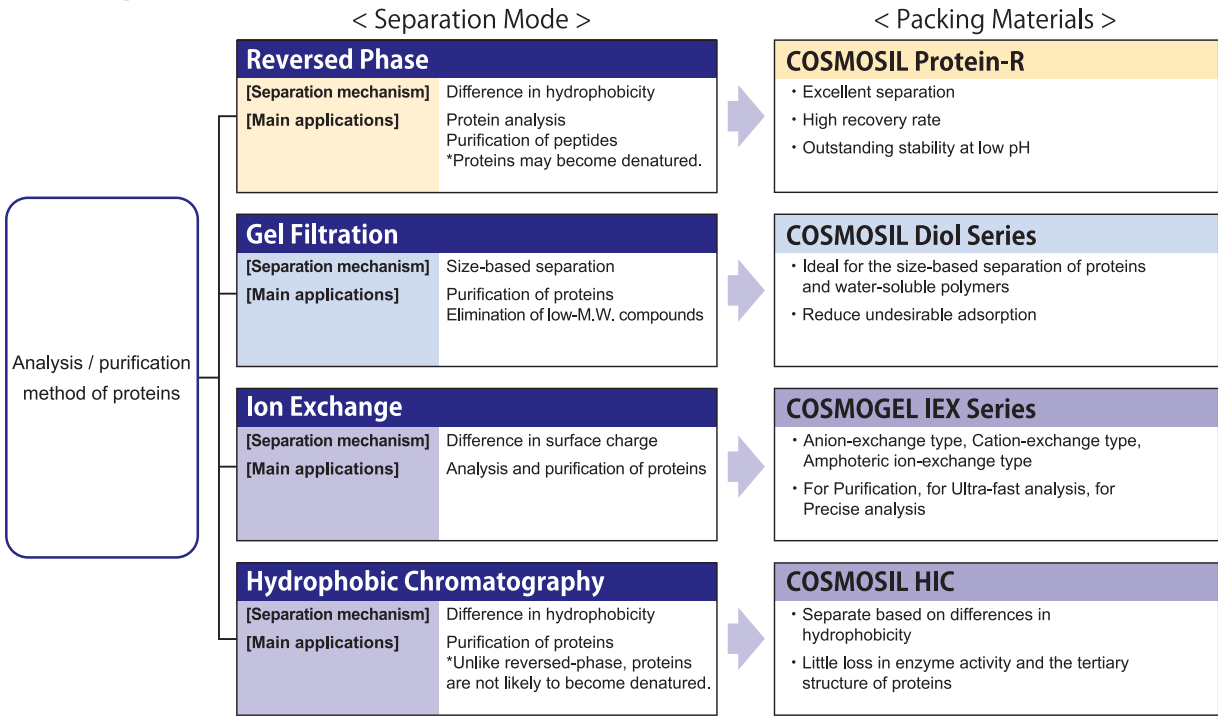 < Separation Mode >
< Packing Materials >
Analysis / purification
method of proteins
Reversed Phase
[Separation mechanism] Difference in hydrophobicity
[Main applications] Protein analysis
Purification of peptides
*Proteins may become denatured.
COSMOSIL Protein-R
・Excellent separation
・High recovery rate
・Outstanding stability at low pH
Gel Filtration
[Separation mechanism] Size-based separation
[Main applications] Purification of proteins
Elimination of low-M.W. compounds
COSMOSIL Diol Series
・Ideal for the size-based separation of proteins
and water-soluble polymers
・Reduce undesirable adsorption
Ion Exchange
[Separation mechanism] Difference in surface charge
[Main applications] Analysis and purification of proteins
COSMOGEL IEX Series
・Anion-exchange type, Cation-exchange type,
Amphoteric ion-exchange type
・For Purification, for Ultra-fast analysis, for
Precise analysis
Hydrophobic Chromatography
[Separation mechanism] Difference in hydrophobicity
[Main applications] Purification of proteins
*Unlike reversed-phase, proteins
are not likely to become denatured.
COSMOSIL HIC
・Separate based on differences in
hydrophobicity
・Little loss in enzyme activity and the tertiary
structure of proteins